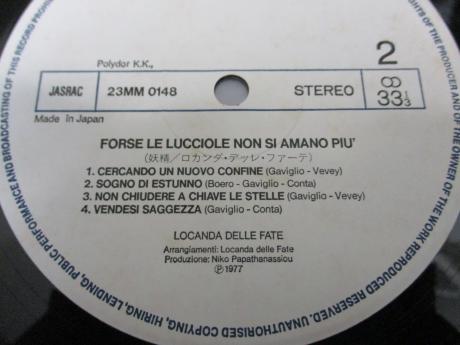 Polydor K.K.,
2
JASRAC
23MM 0148
STEREO
33 1/3
Made in Japan
FORSE LE LUCCIOLE NON SI AMANO PIU'
(妖精/ロカンダ・デッレ・ファーテ)
1. CERCANDO UN NUOVO CONFINE (Gaviglio - Vevey)
2. SOGNO DI ESTUNNO (Boero - Gaviglio - Conta)
3. NON CHIUDERE A CHIAVE LE STELLE (Gaviglio - Vevey)
4. VENDESI SAGGEZZA (Gaviglio - Conta)
LOCANDA DELLE FATE
Arrangiamenti: Locanda delle Fate
Produzione: Niko Papathanassiou
Ⓟ 1977
RIGHTS OF THE PRODUCER AND OF THE OWNER OF THE WORK REPRODUCED RESERVED. UNAUTHORISED COPYING, HIRING, LENDING, PUBLIC PERFORMANCE AND BROADCASTING OF THIS RECORD